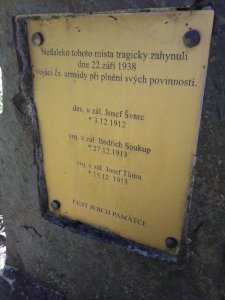 Nedaleko tohoto místa tragicky zahynuli
dne 22.září 1938
vojáci čs. armády při plnění svých povinností.
des. v zál. Josef Švarc
* 3.12.1912
voj. v zál. Bedřich Soukup
* 27.12.1913
voj. v zál. Josef Tůma
* 15.12. 1913
ČEST JEJICH PAMÁTCE